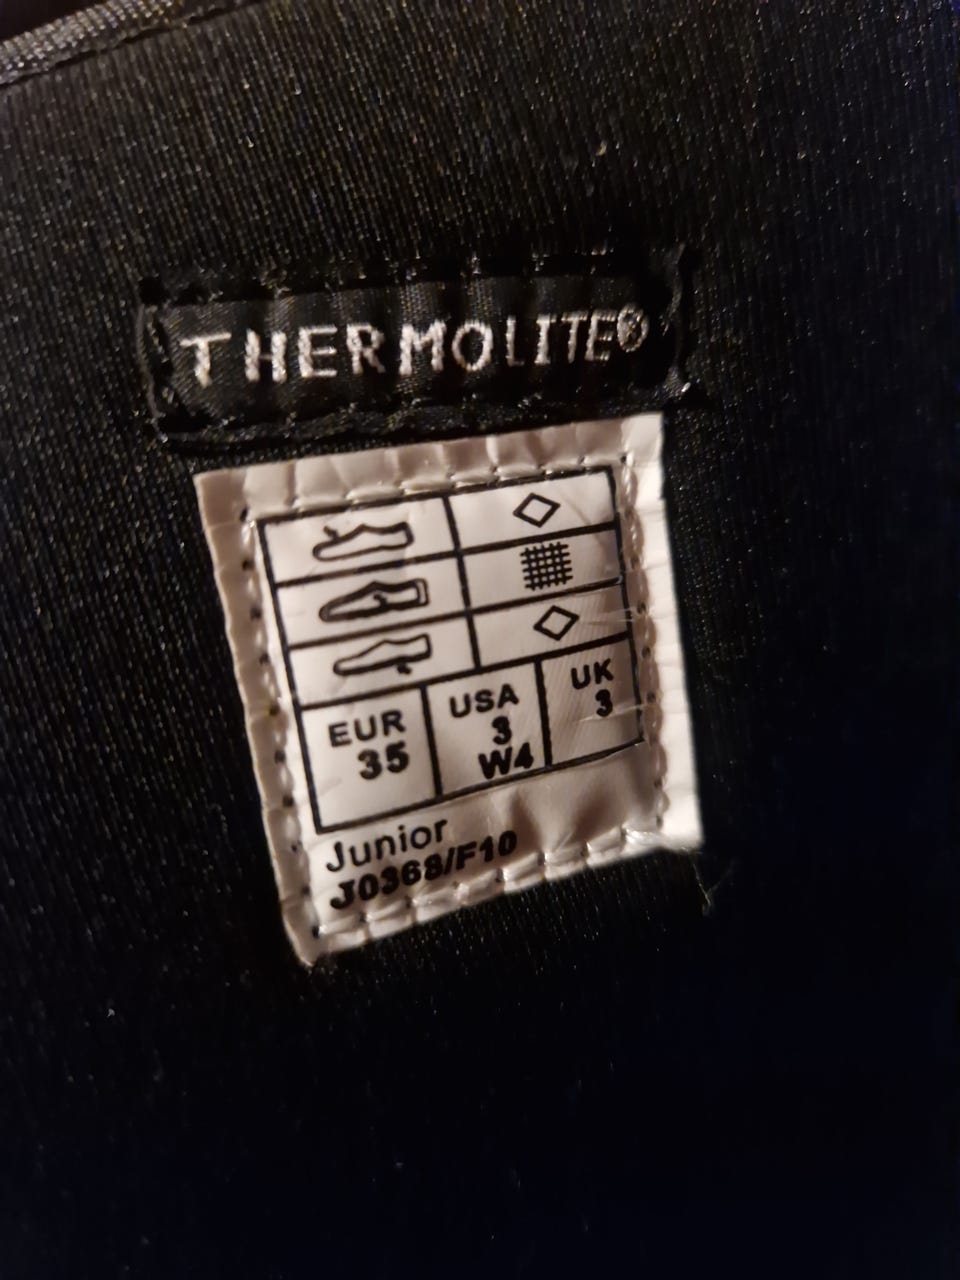 THERMOLITE®
EUR
35
USA
3
W4
UK
3
Junior
J0368/F10